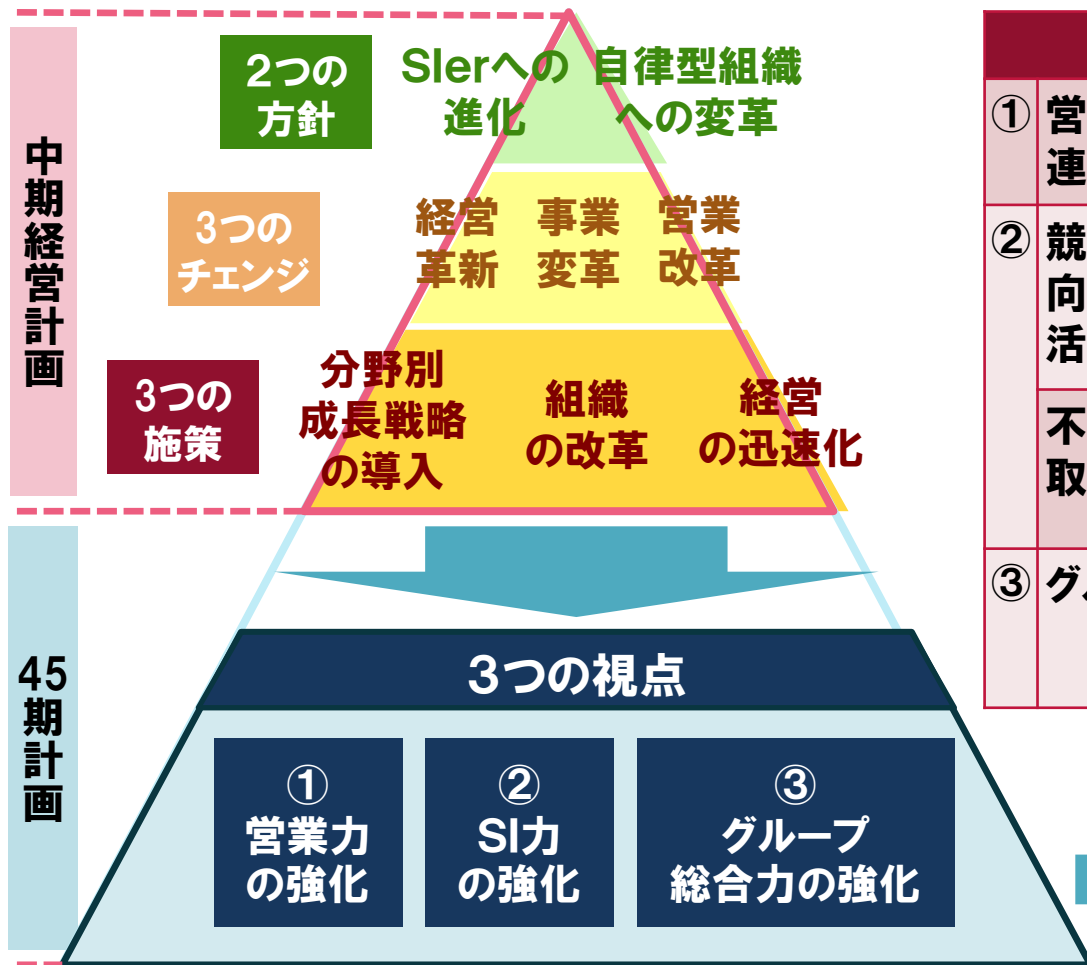 中期経営計画
2つの
方針
SIerへの
進化
自律型組織
への変革
3つの
チェンジ
経営
革新
事業
変革
営業
改革
3つの
施策
分野別
成長戦略
の導入
組織
の改革
経営
の迅速化
45期計画
3つの視点
①
営業力
の強化
②
SI力
の強化
③
グループ
総合力の強化
① 営
連
② 競
向
活
不
取
③ グ